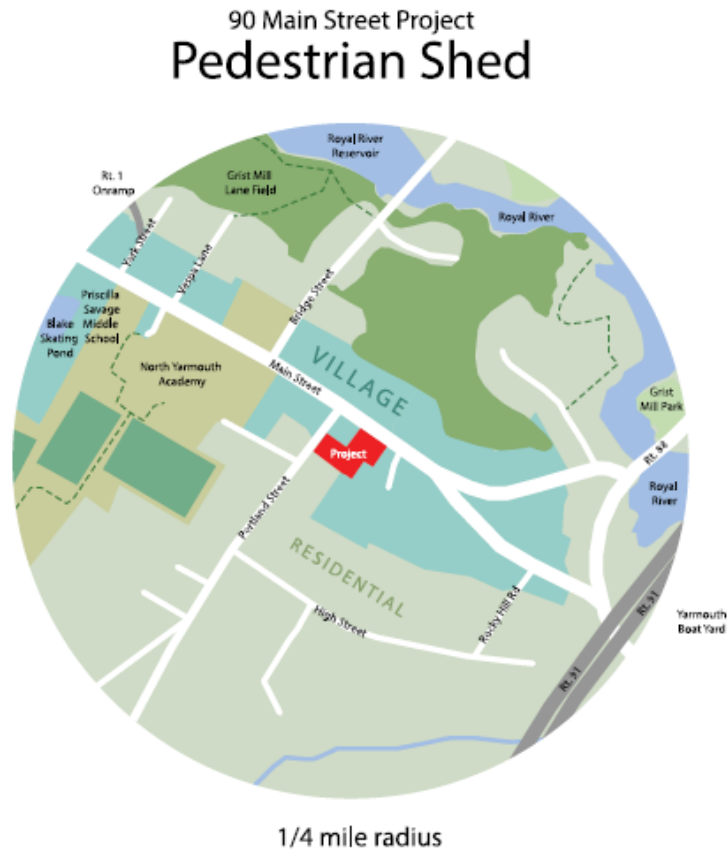 90 Main Street Project
Pedestrian Shed
Royal River
Reservoir
Rt. 1
Onramp
Grist Mill
Lane Field
Royal River
York Street
Vespa Lane
Bridge Street
Priscilla
Savage
Middle
School
Blake
Skating
Pond
North Yarmouth
Academy
Main Street
VILLAGE
Grist
Mill Park
Project
Rt. 88
Royal
River
Portland Street
RESIDENTIAL
High Street
Rocky Hill Rd
Rt. 31
Yarmouth
Boat Yard
Rt. 31
1/4 mile radius